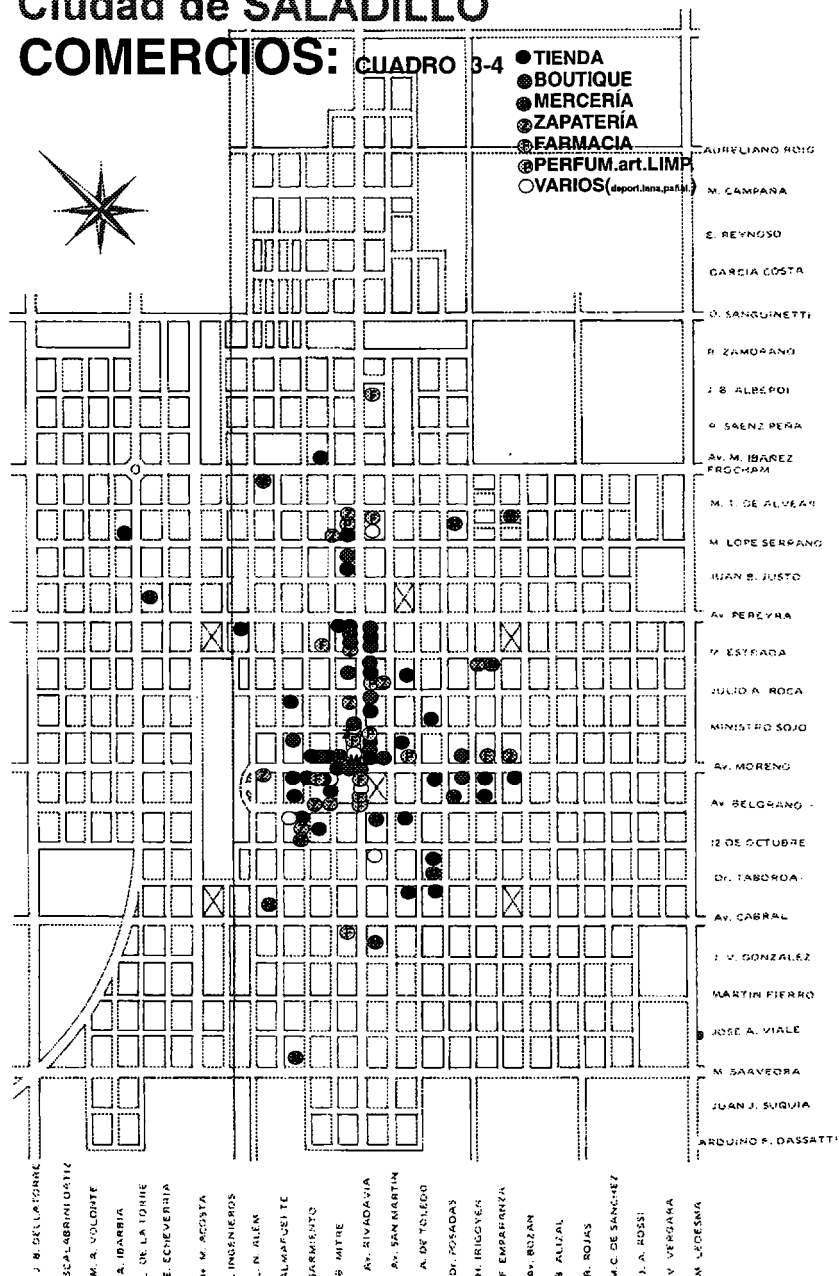 Ciudad de SALADILLO
COMERCIOS: CUADRO 3-4
TIENDA
BOUTIQUE
MERCERÍA
ZAPATERÍA
FARMACIA
PERFUM.art.LIMP.
VARIOS(deport.lana,pañal.)
AURELIANO ROIG
M. CAMPAÑA
E. REYNOSO
GARCIA COSTA
O. SANGUINETTI
R. ZAMORANO
J. B. ALBERDI
R. SAENZ PEÑA
Av. M. IBAÑEZ
FROCHAM
M. T. DE ALVEAR
M. LOPE SERRANO
JUAN B. JUSTO
Av. PEREYRA
M. ESTRADA
JULIO A. ROCA
MINISTRO SOJO
Av. MORENO
Av. BELGRANO
12 DE OCTUBRE
Dr. TABORDA
Av. CABRAL
J. V. GONZALEZ
MARTIN FIERRO
JOSE A. VIALE
M. SAAVEDRA
JUAN J. SUQUIA
ARDUINO F. DASSATTI
J. B. DELLATORRE
SCALABRINI ORTIZ
M. A. VOLONTE
A. IBARBIA
DE LA TORRE
E. ECHEVERRIA
Av. M. ACOSTA
INGENIEROS
L. N. ALEM
ALMAFUERTE
SARMIENTO
B. MITRE
Av. RIVADAVIA
Av. SAN MARTIN
A. DE TOLEDO
Dr. POSADAS
H. IRIGOYEN
F. EMPARANZA
Av. BOZAN
B. ALIZAL
R. ROJAS
M.C. DE SANCHEZ
D. A. ROSSI
V. VERGARA
M. LEDESMA